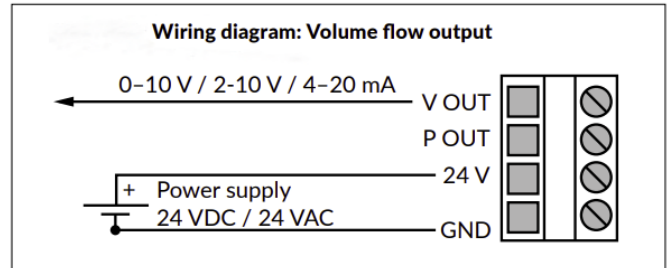 Wiring diagram: Volume flow output
0–10 V / 2-10 V / 4–20 mA
V OUT
P OUT
24 V
+ Power supply
24 VDC / 24 VAC
GND